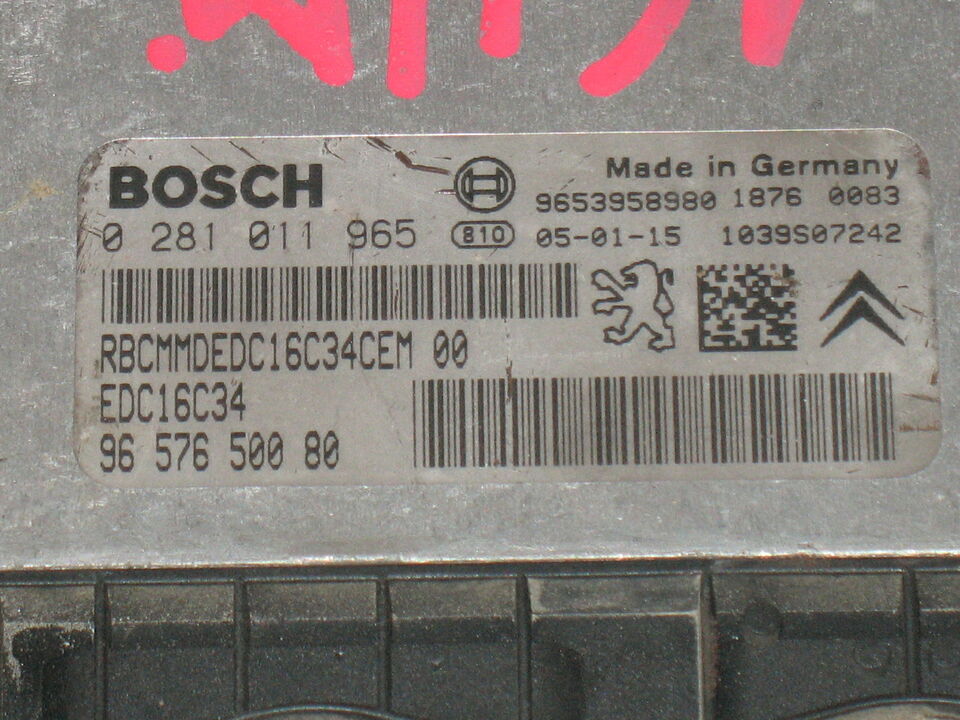 BOSCH
Made in Germany
9653958980 1876 0083
0 281 011 965 810 05-01-15 1039S07242
RBCMMDEDC16C34CEM 00
EDC16C34
96 576 500 80